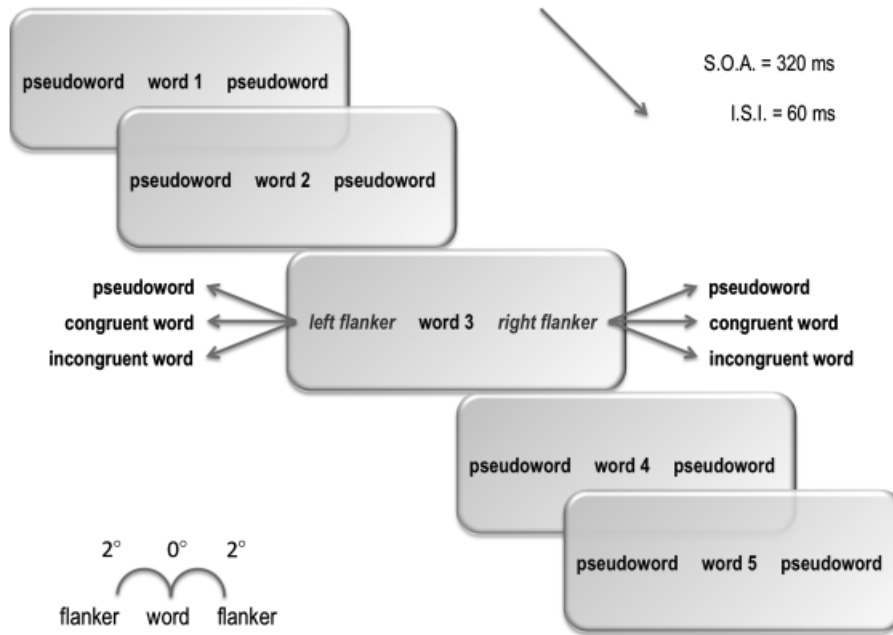 pseudoword word 1 pseudoword
S.O.A. = 320 ms
I.S.I. = 60 ms
pseudoword word 2 pseudoword
pseudoword
congruent word
incongruent word
left flanker word 3 right flanker
pseudoword
congruent word
incongruent word
pseudoword word 4 pseudoword
pseudoword word 5 pseudoword
2° 0° 2°
flanker word flanker